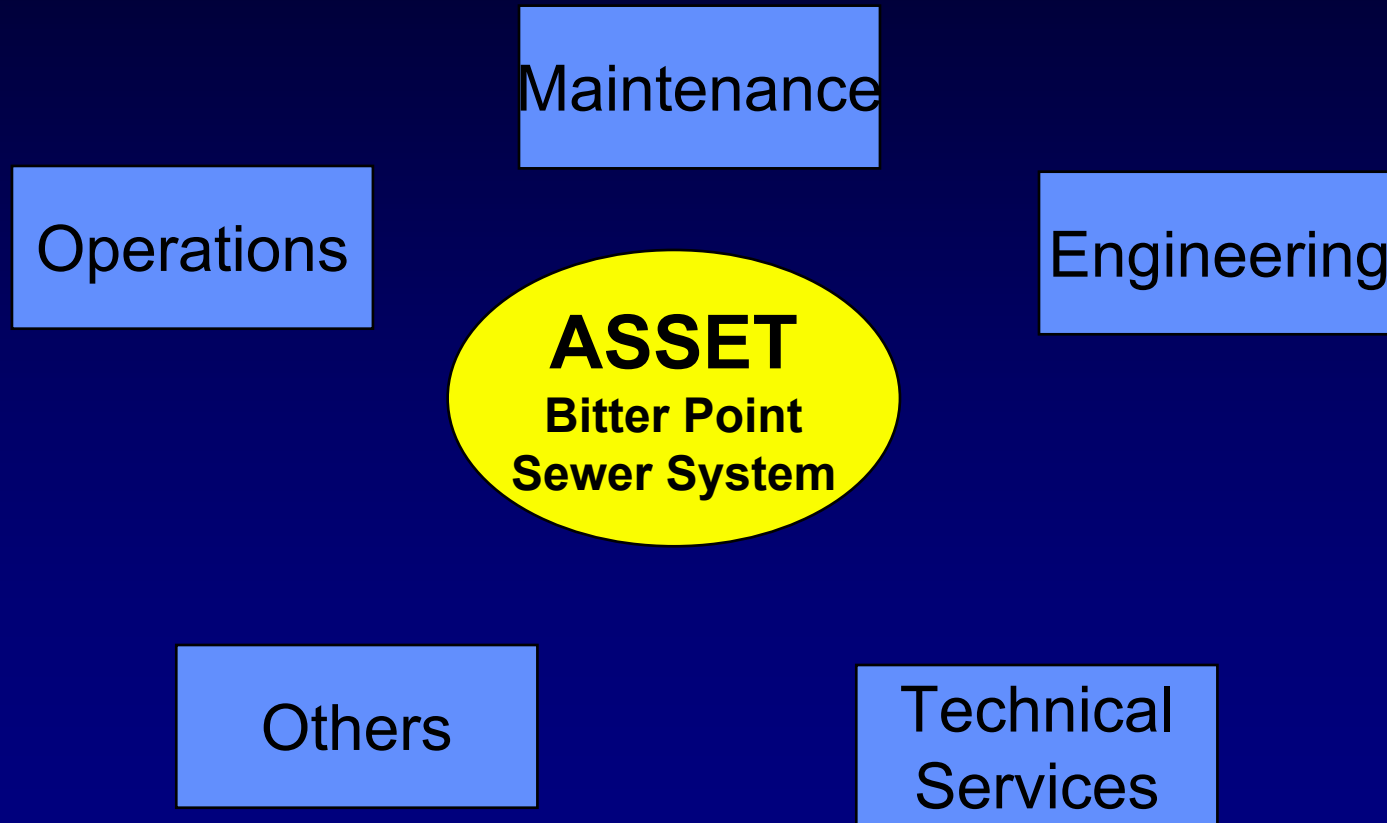 Maintenance
Operations
Engineering
ASSET
Bitter Point
Sewer System
Others
Technical
Services